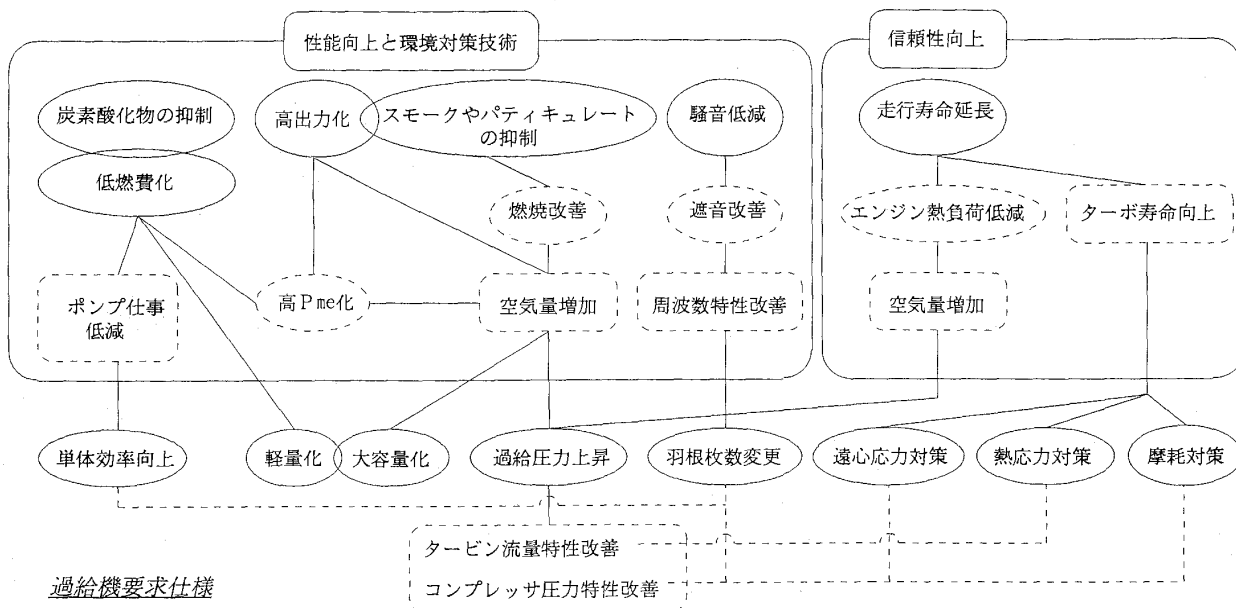 性能向上と環境対策技術
信頼性向上
炭素酸化物の抑制
高出力化
スモークやパティキュレート
の抑制
騒音低減
走行寿命延長
低燃費化
燃焼改善
遮音改善
エンジン熱負荷低減
ターボ寿命向上
ポンプ仕事
低減
高Pme化
空気量増加
周波数特性改善
空気量増加
単体効率向上
軽量化
大容量化
過給圧力上昇
羽根枚数変更
遠心応力対策
熱応力対策
摩耗対策
タービン流量特性改善
コンプレッサ圧力特性改善
過給機要求仕様